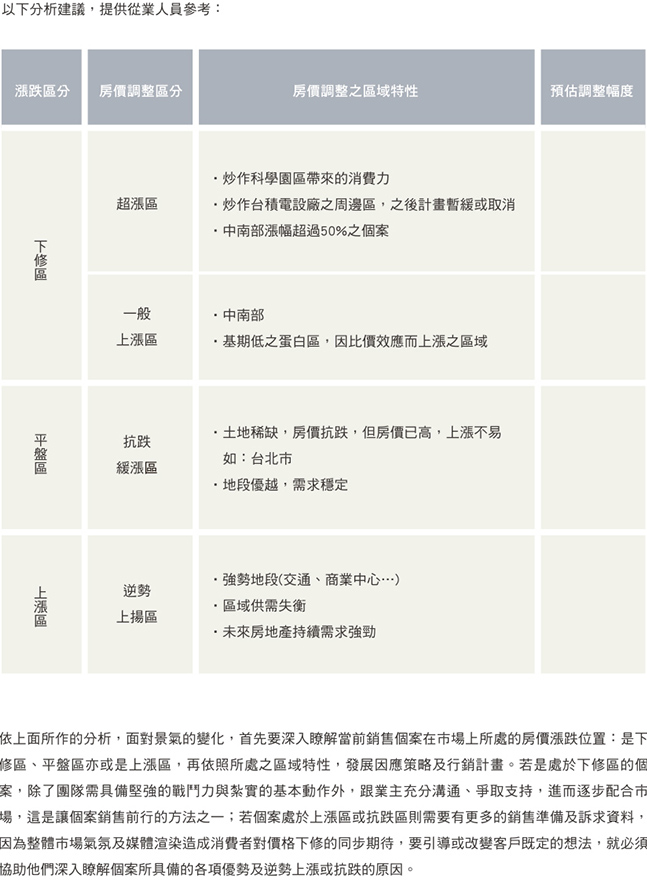 以下分析建議，提供從業人員參考：
漲跌區分
房價調整區分
房價調整之區域特性
預估調整幅度
下修區
超漲區
・炒作科學園區帶來的消費力
・炒作台積電設廠之周邊區，之後計畫暫緩或取消
・中南部漲幅超過50%之個案
一般
上漲區
・中南部
・基期低之蛋白區，因比價效應而上漲之區域
平盤區
抗跌
緩漲區
・土地稀缺，房價抗跌，但房價已高，上漲不易
如：台北市
・地段優越，需求穩定
上漲區
逆勢
上揚區
・強勢地段(交通、商業中心…)
・區域供需失衡
・未來房地產持續需求強勁
依上面所作的分析，面對景氣的變化，首先要深入瞭解當前銷售個案在市場上所處的房價漲跌位置：是下
修區、平盤區亦或是上漲區，再依照所處之區域特性，發展因應策略及行銷計畫。若是處於下修區的個
案，除了團隊需具備堅強的戰鬥力與紮實的基本動作外，跟業主充分溝通、爭取支持，進而逐步配合市
場，這是讓個案銷售前行的方法之一；若個案處於上漲區或抗跌區則需要有更多的銷售準備及訴求資料，
因為整體市場氣氛及媒體渲染造成消費者對價格下修的同步期待，要引導或改變客戶既定的想法，就必須
協助他們深入瞭解個案所具備的各項優勢及逆勢上漲或抗跌的原因。